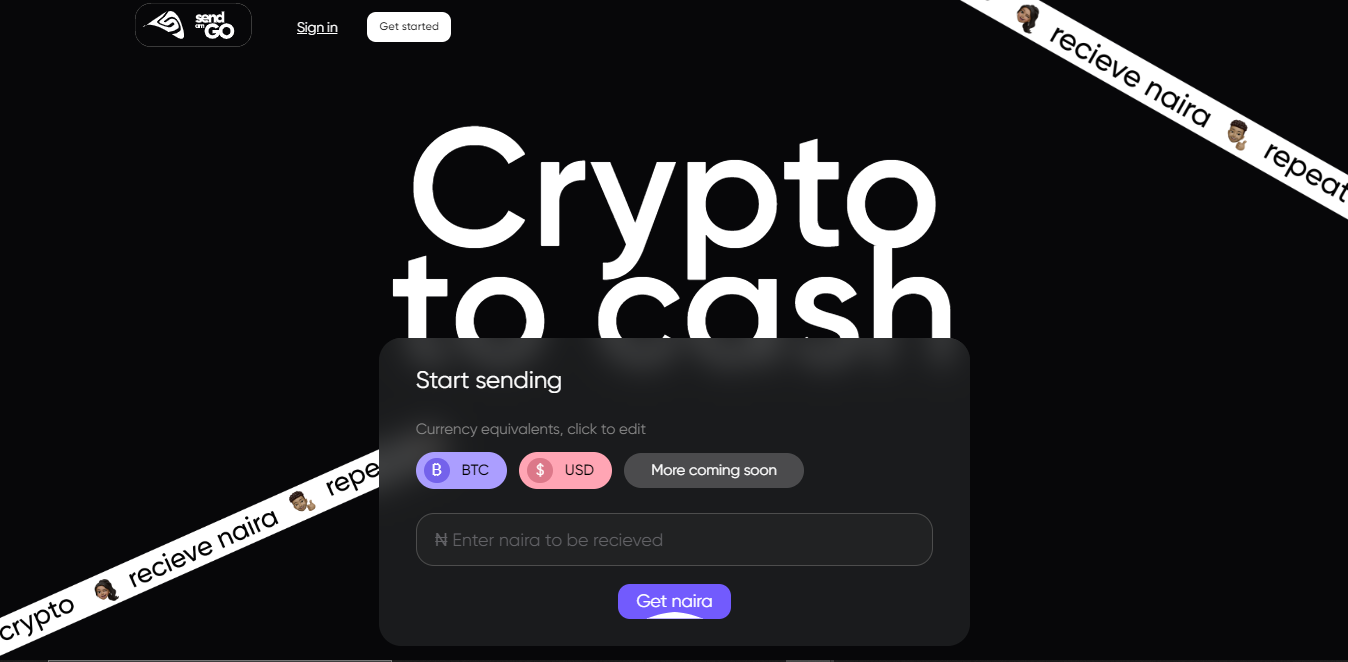 send
am
GO
Sign in
Get started
recieve naira
repeat
Crypto
to cash
Start sending
Currency equivalents, click to edit
B BTC
$ USD
More coming soon
₦ Enter naira to be recieved
Get naira
crypto
recieve naira
repe